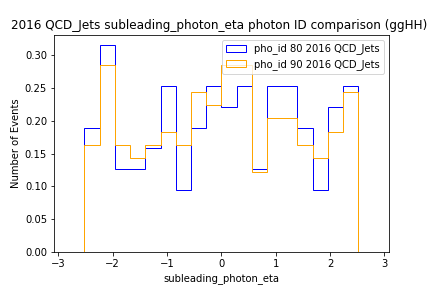 2016 QCD_Jets subleading_photon_eta photon ID comparison (ggHH)
pho_id 80 2016 QCD_Jets
pho_id 90 2016 QCD_Jets
Number of Events
0.30
0.25
0.20
0.15
0.10
0.05
0.00
−3 −2 −1 0 1 2 3
subleading_photon_eta